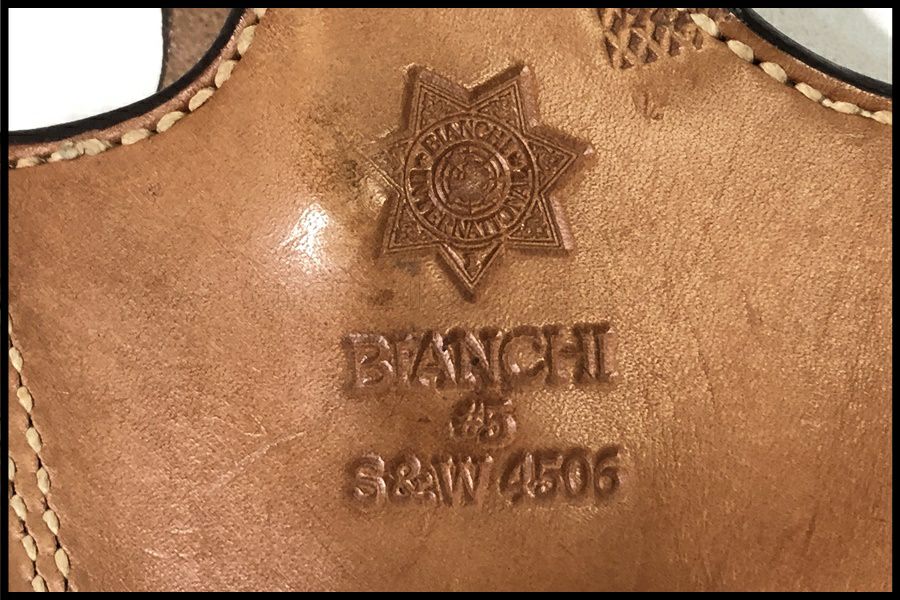 BIANCHI
INTERNATIONAL
BIANCHI
#5
S&W 4506